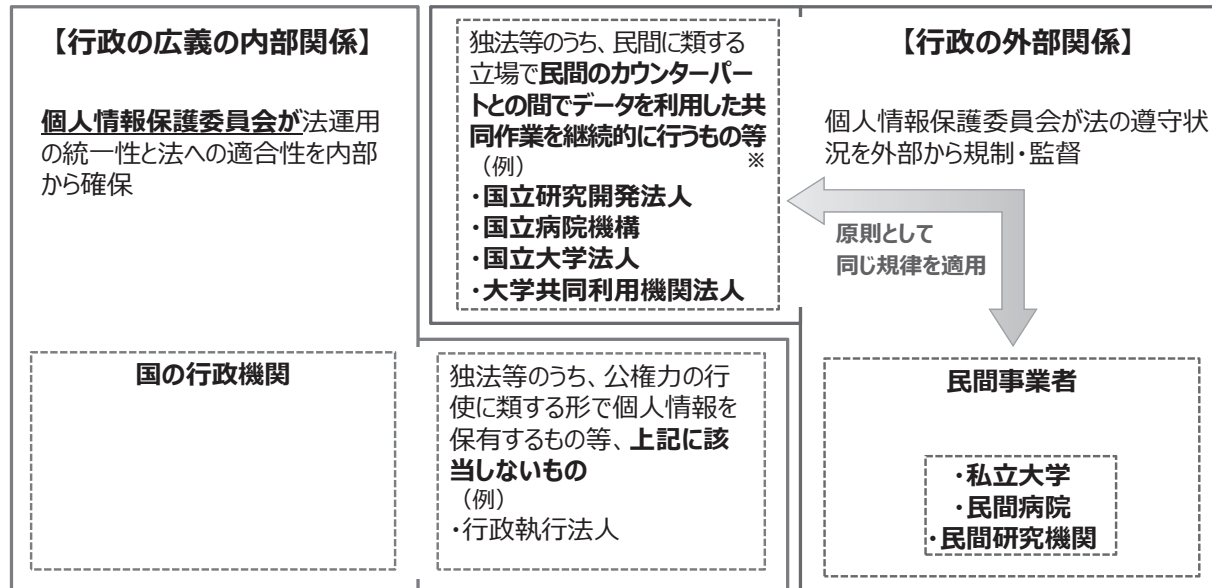 【行政の広義の内部関係】
個人情報保護委員会が法運用
の統一性と法への適合性を内部
から確保
国の行政機関
独法等のうち、民間に類する
立場で民間のカウンターパー
トとの間でデータを利用した共
同作業を継続的に行うもの等
※
（例）
・国立研究開発法人
・国立病院機構
・国立大学法人
・大学共同利用機関法人
独法等のうち、公権力の行
使に類する形で個人情報を
保有するもの等、上記に該
当しないもの
（例）
・行政執行法人
【行政の外部関係】
個人情報保護委員会が法の遵守状
況を外部から規制・監督
原則として
同じ規律を適用
民間事業者
・私立大学
・民間病院
・民間研究機関